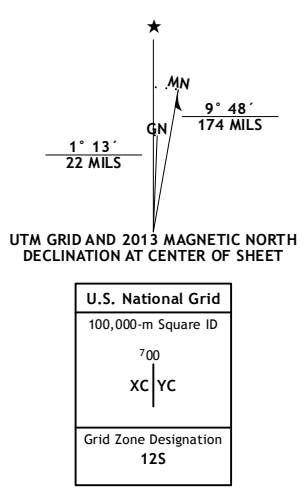 ★
MN
GN
9° 48´
174 MILS
1° 13´
22 MILS
UTM GRID AND 2013 MAGNETIC NORTH
DECLINATION AT CENTER OF SHEET
U.S. National Grid
100,000-m Square ID
⁷00
XC YC
Grid Zone Designation
12S